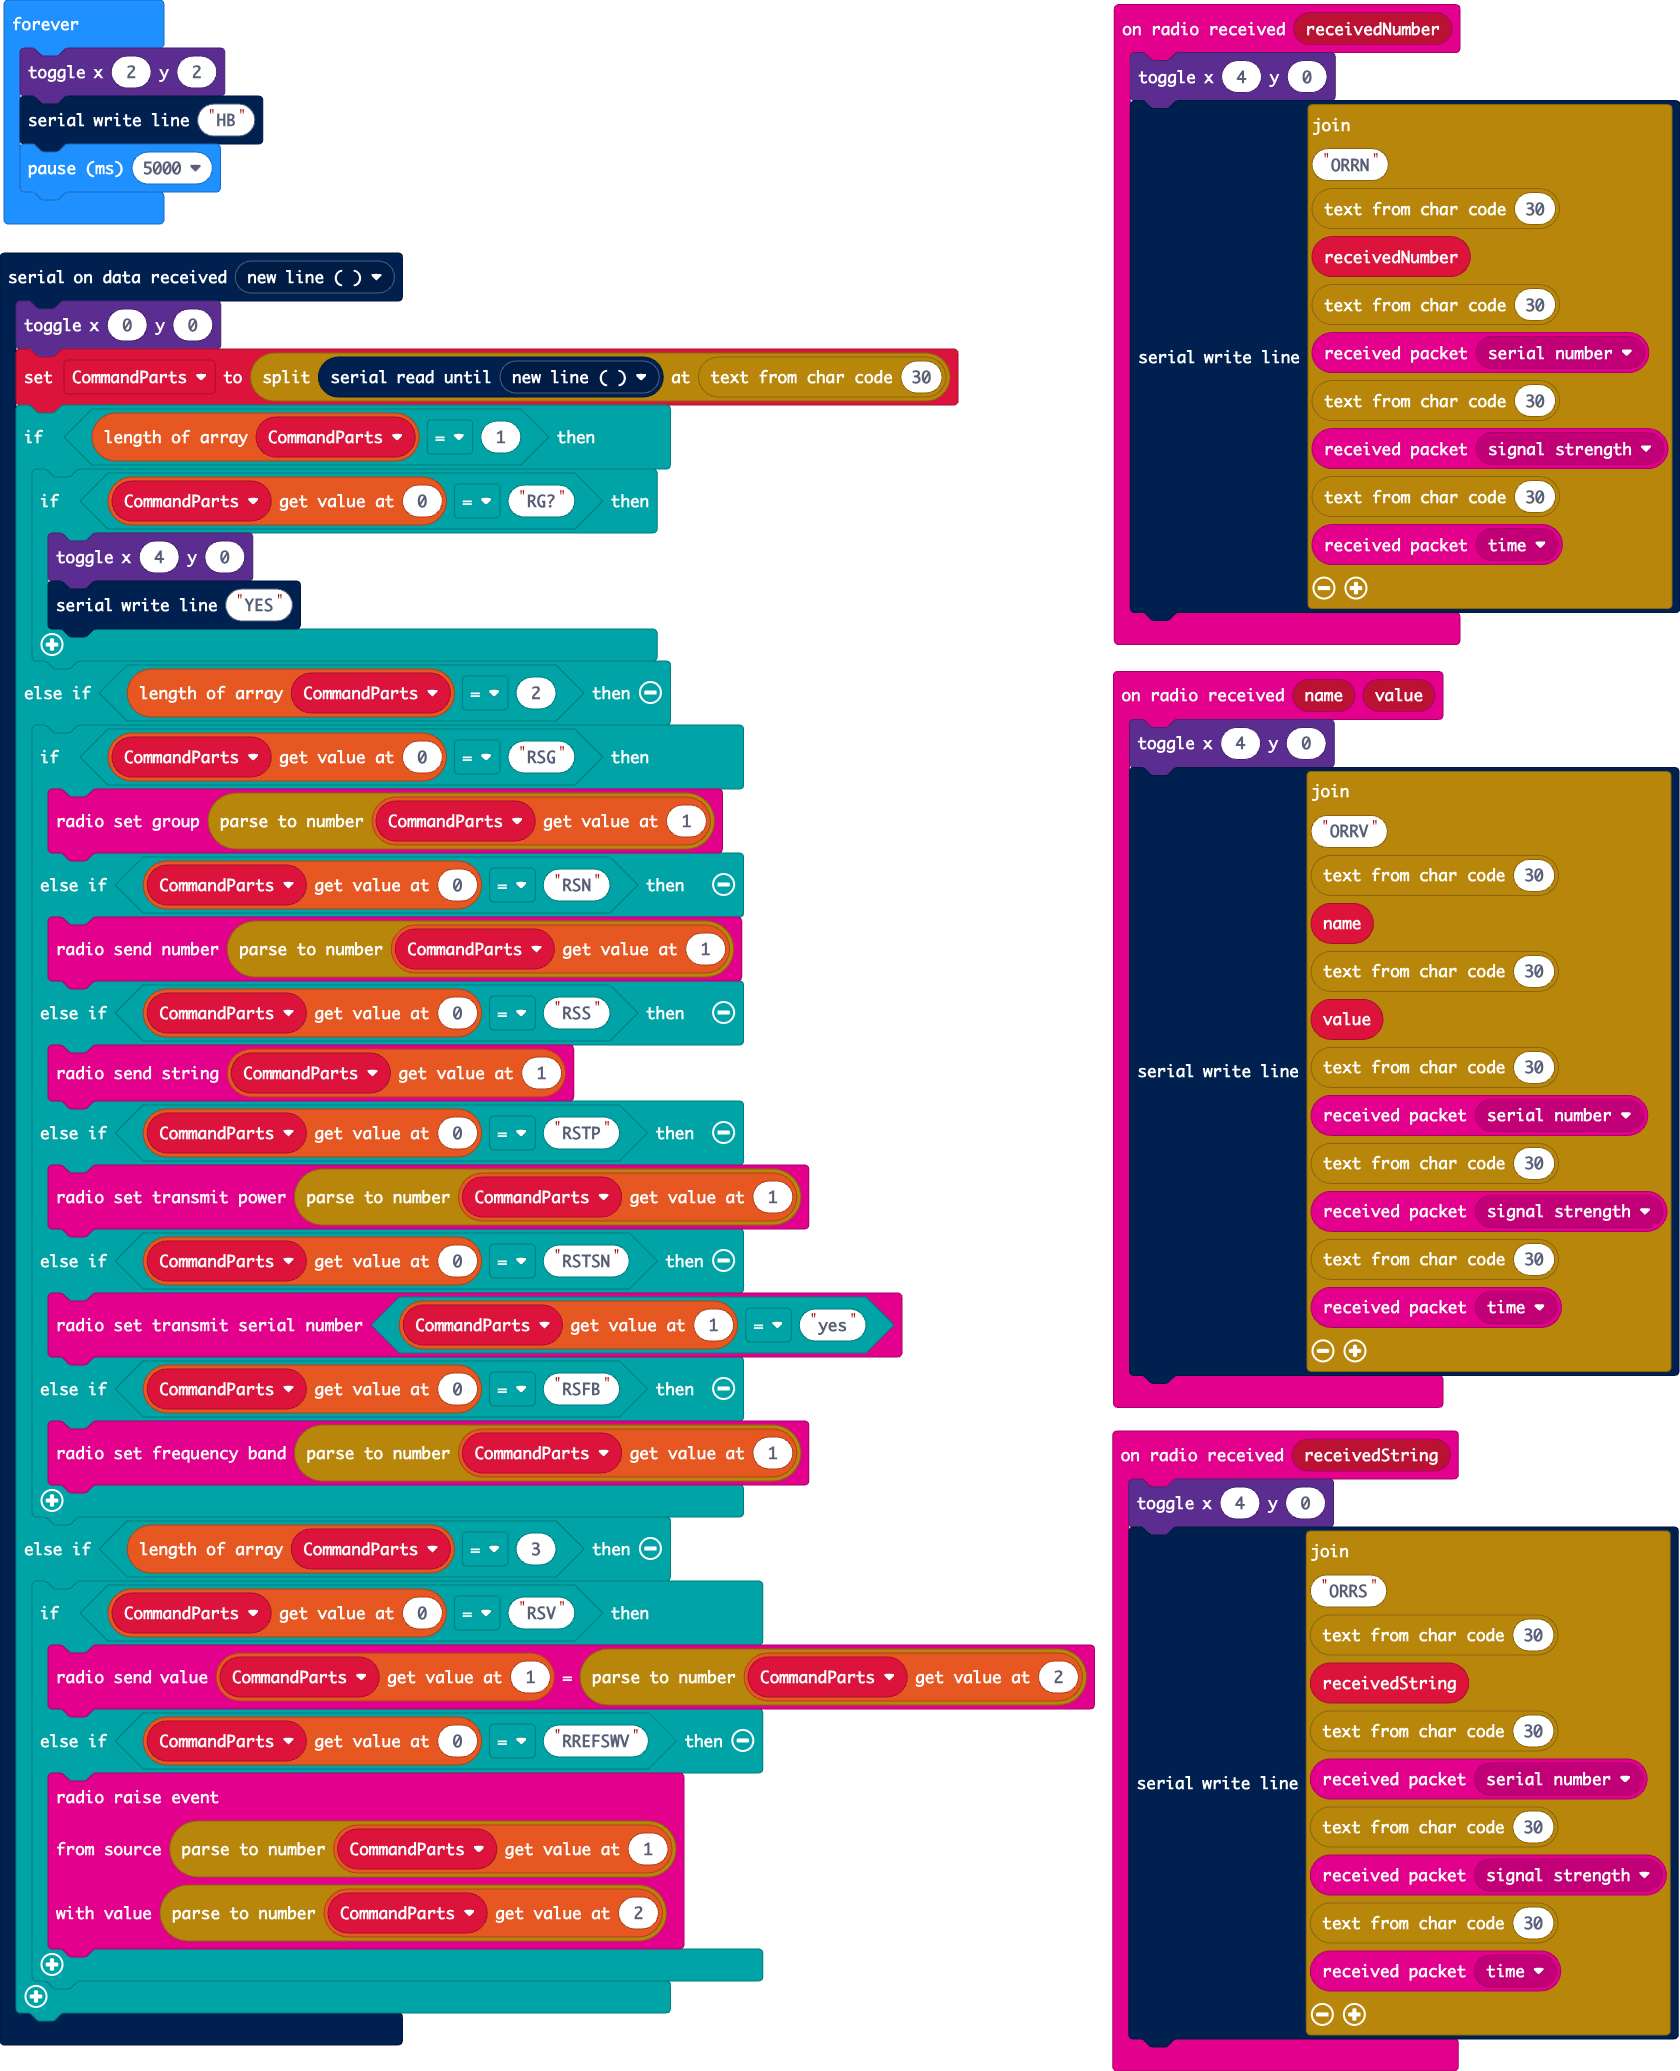 forever
toggle x 2 y 2
serial write line "HB"
pause (ms) 5000
serial on data received new line ( )
toggle x 0 y 0
set CommandParts to split serial read until new line ( ) at text from char code 30
if length of array CommandParts = 1 then
if CommandParts get value at 0 = "RG?" then
toggle x 4 y 0
serial write line "YES"
else if length of array CommandParts = 2 then
if CommandParts get value at 0 = "RSG" then
radio set group parse to number CommandParts get value at 1
else if CommandParts get value at 0 = "RSN" then
radio send number parse to number CommandParts get value at 1
else if CommandParts get value at 0 = "RSS" then
radio send string CommandParts get value at 1
else if CommandParts get value at 0 = "RSTP" then
radio set transmit power parse to number CommandParts get value at 1
else if CommandParts get value at 0 = "RSTSN" then
radio set transmit serial number CommandParts get value at 1 = "yes"
else if CommandParts get value at 0 = "RSFB" then
radio set frequency band parse to number CommandParts get value at 1
else if length of array CommandParts = 3 then
if CommandParts get value at 0 = "RSV" then
radio send value CommandParts get value at 1 = parse to number CommandParts get value at 2
else if CommandParts get value at 0 = "RREFSWV" then
radio raise event
from source parse to number CommandParts get value at 1
with value parse to number CommandParts get value at 2
on radio received receivedNumber
toggle x 4 y 0
join
"ORRN"
text from char code 30
receivedNumber
text from char code 30
serial write line received packet serial number
text from char code 30
received packet signal strength
text from char code 30
received packet time
on radio received name value
toggle x 4 y 0
join
"ORRV"
text from char code 30
name
text from char code 30
value
serial write line text from char code 30
received packet serial number
text from char code 30
received packet signal strength
text from char code 30
received packet time
on radio received receivedString
toggle x 4 y 0
join
"ORRS"
text from char code 30
receivedString
text from char code 30
serial write line received packet serial number
text from char code 30
received packet signal strength
text from char code 30
received packet time